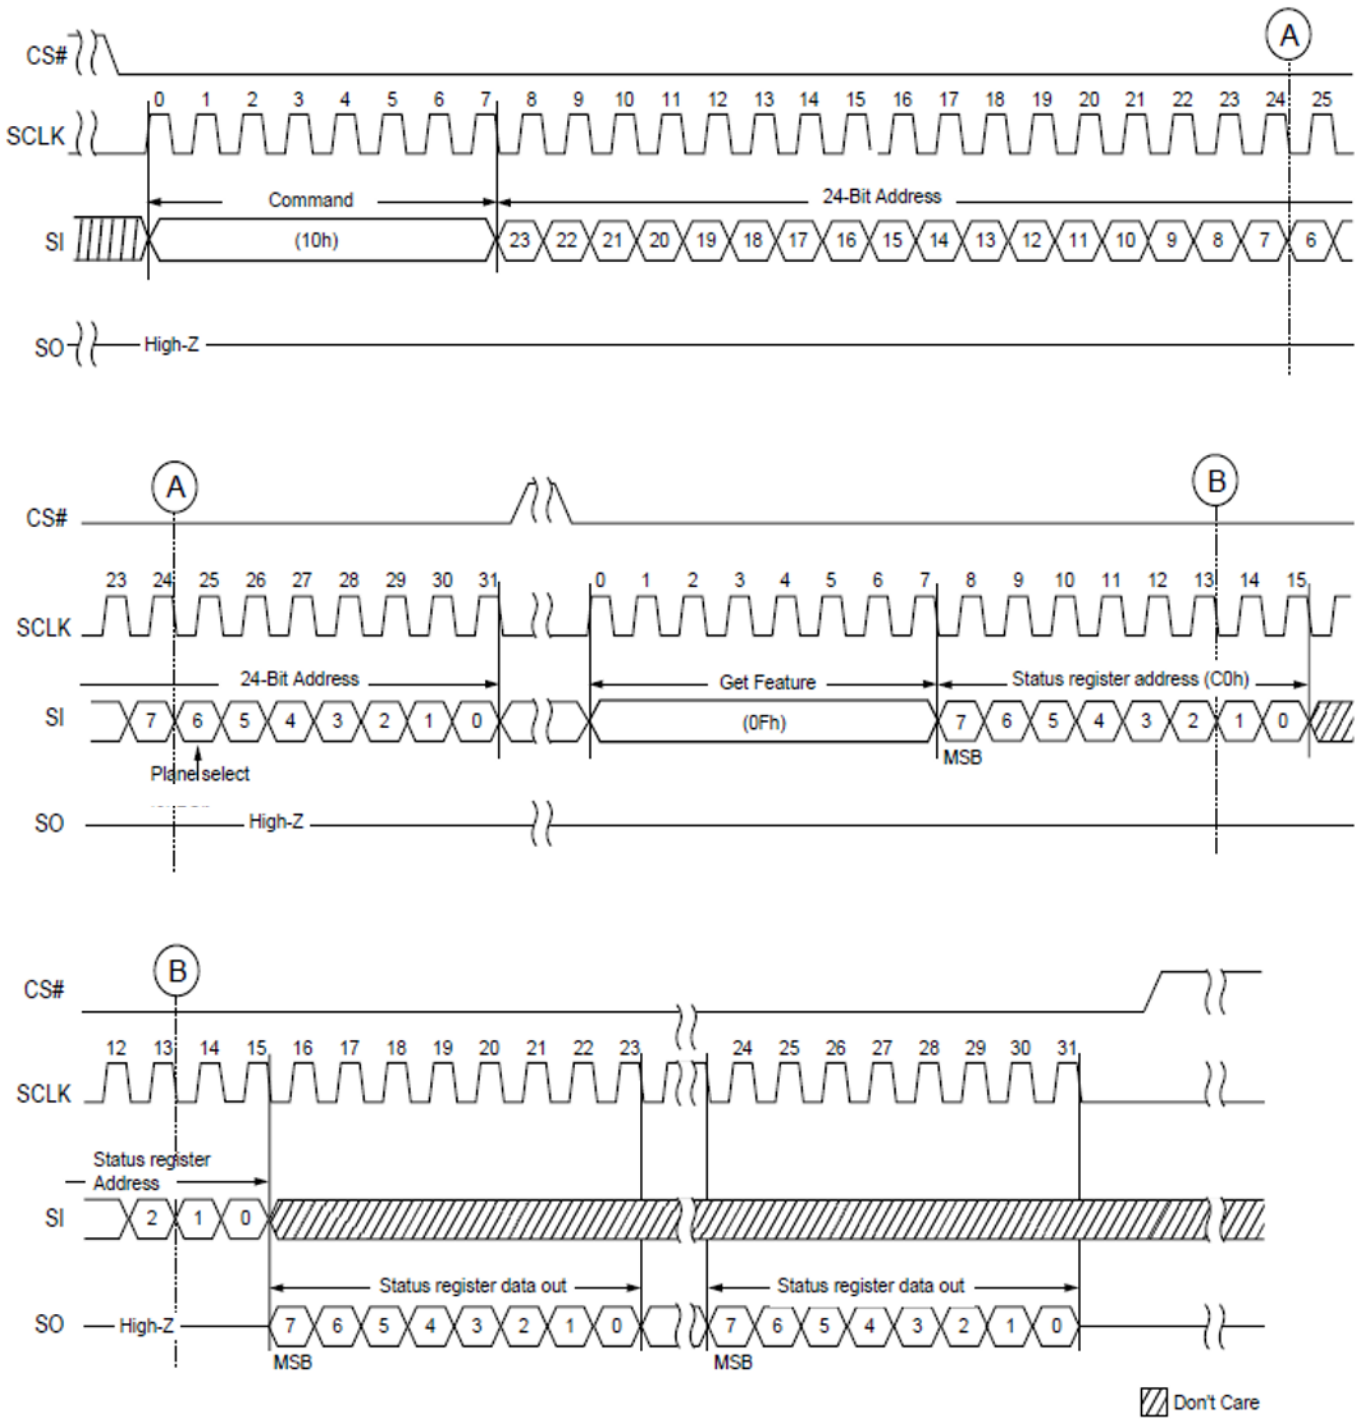 A
CS#
0 1 2 3 4 5 6 7 8 9 10 11 12 13 14 15 16 17 18 19 20 21 22 23 24 25
SCLK
Command 24-Bit Address
SI (10h) 23 22 21 20 19 18 17 16 15 14 13 12 11 10 9 8 7 6
SO High-Z
A B
CS#
23 24 25 26 27 28 29 30 31 0 1 2 3 4 5 6 7 8 9 10 11 12 13 14 15
SCLK
24-Bit Address Get Feature Status register address (C0h)
SI 7 6 5 4 3 2 1 0 (0Fh) 7 6 5 4 3 2 1 0
MSB
Plane select
SO High-Z
B
CS#
12 13 14 15 16 17 18 19 20 21 22 23 24 25 26 27 28 29 30 31
SCLK
Status register
Address
SI 2 1 0
Status register data out Status register data out
SO High-Z 7 6 5 4 3 2 1 0 7 6 5 4 3 2 1 0
MSB MSB
Don't Care